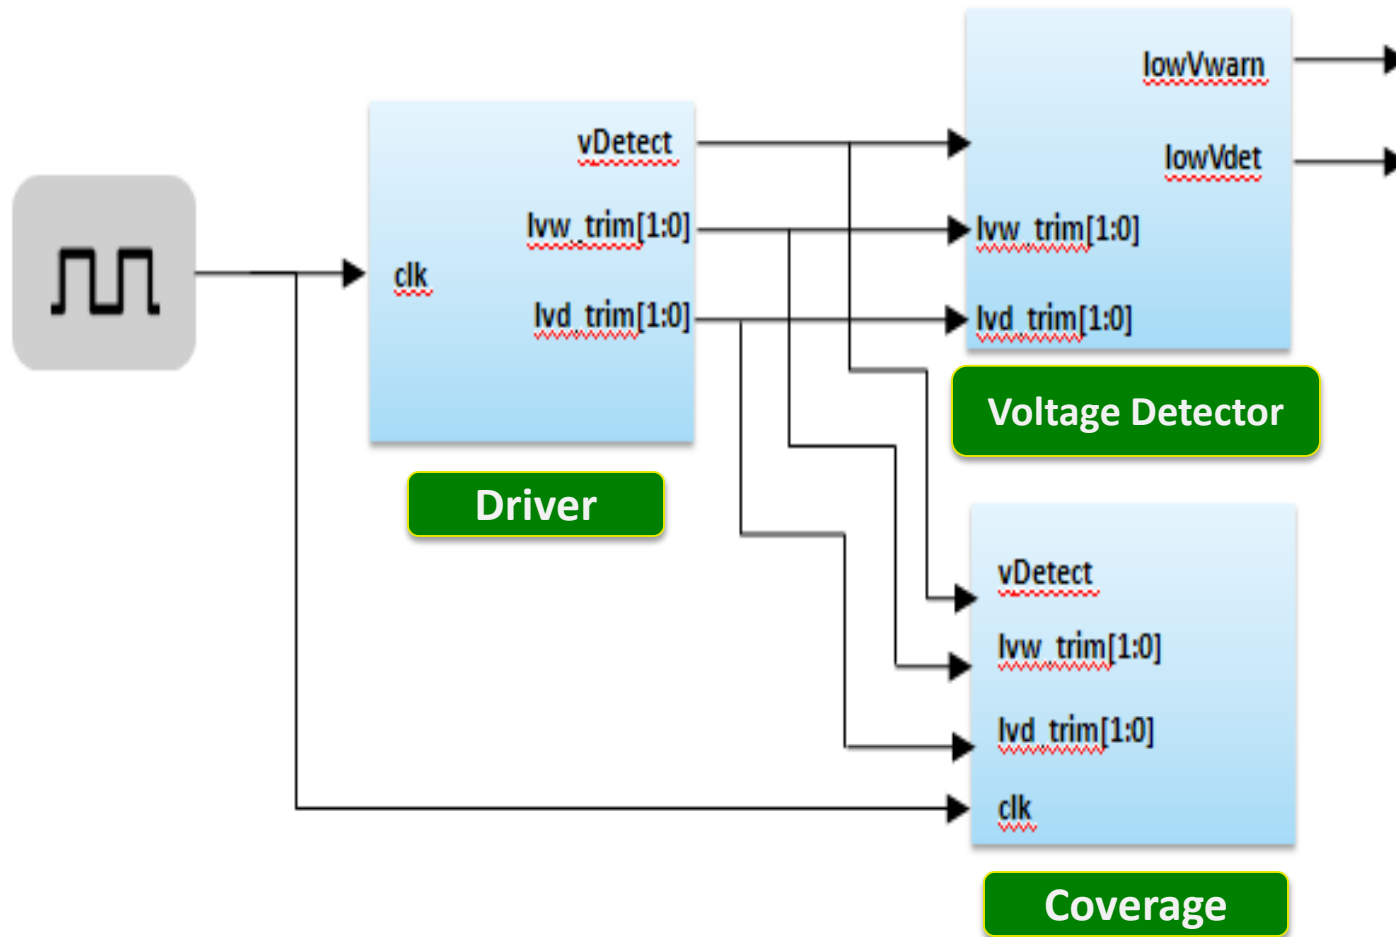 vDetect
lvw_trim[1:0]
clk
lvd_trim[1:0]
Driver
lowVwarn
lowVdet
lvw_trim[1:0]
lvd_trim[1:0]
Voltage Detector
vDetect
lvw_trim[1:0]
lvd_trim[1:0]
clk
Coverage